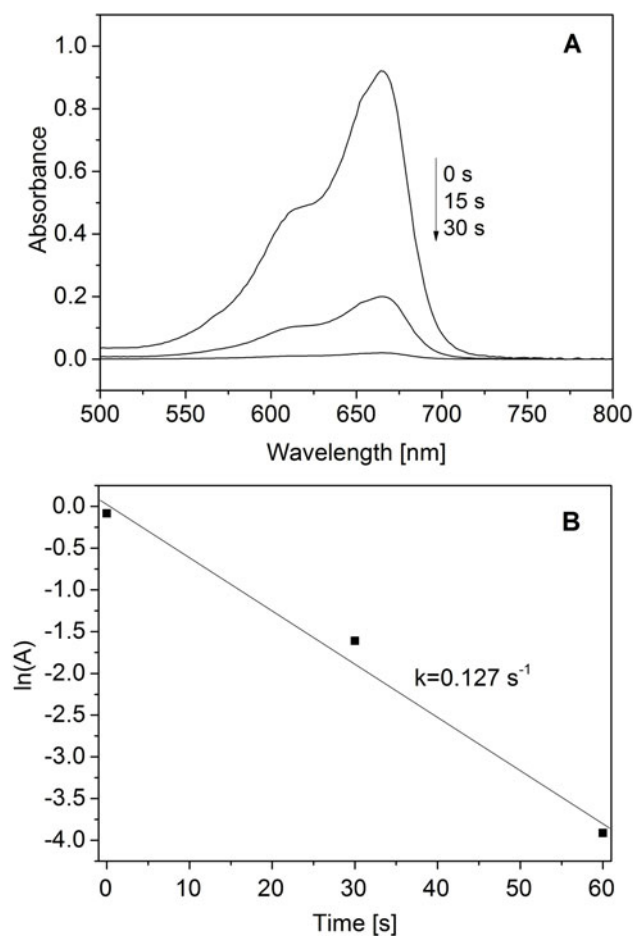 A
1.0
0.8
0.6
0.4
0.2
0.0
Absorbance
0 s
15 s
30 s
500 550 600 650 700 750 800
Wavelength [nm]
B
0.0
-0.5
-1.0
-1.5
-2.0
-2.5
-3.0
-3.5
-4.0
ln(A)
k=0.127 s⁻¹
0 10 20 30 40 50 60
Time [s]